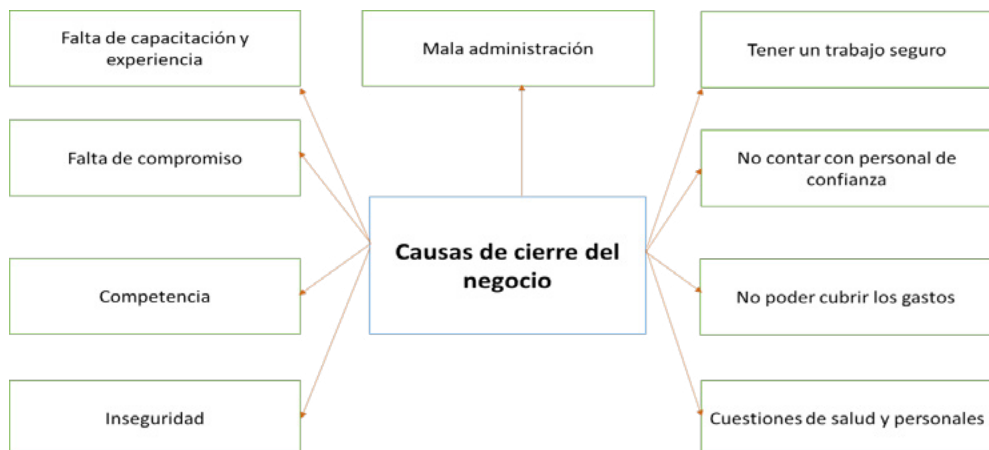 Falta de capacitación y
experiencia
Mala administración
Tener un trabajo seguro
Falta de compromiso
No contar con personal de
confianza
Causas de cierre del
negocio
Competencia
No poder cubrir los gastos
Inseguridad
Cuestiones de salud y personales